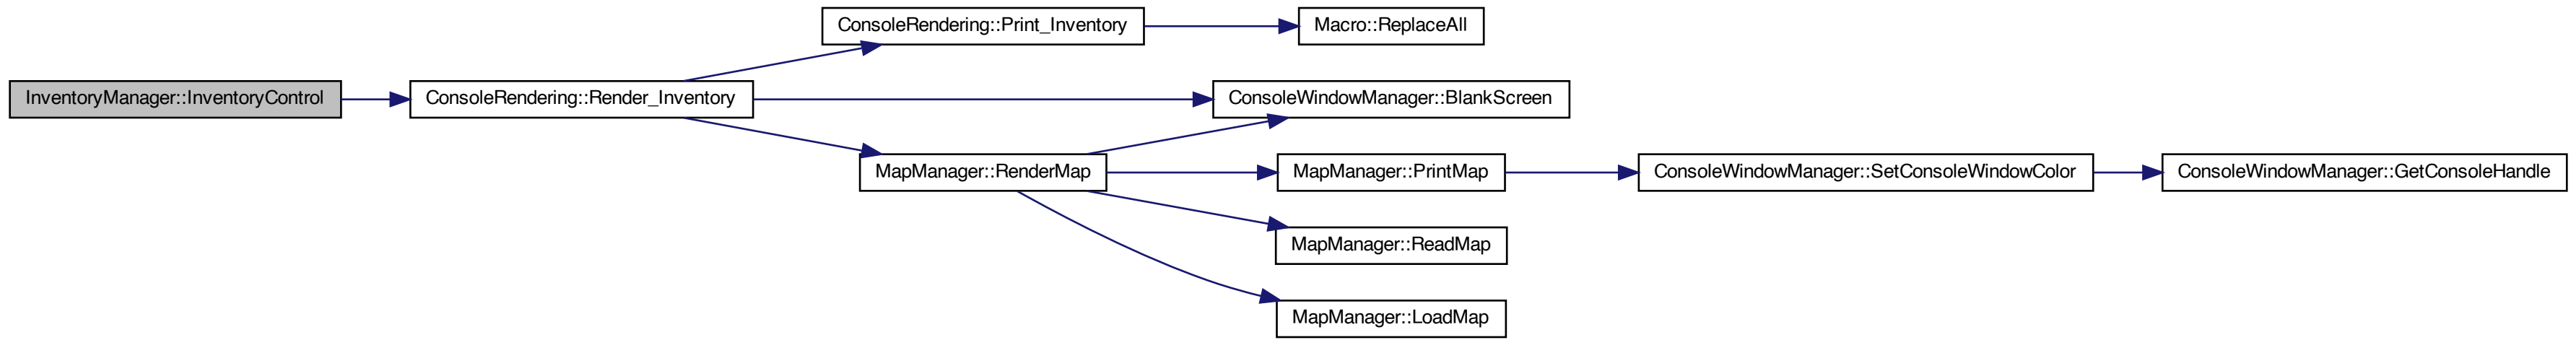 ConsoleRendering::Print_Inventory
Macro::ReplaceAll
InventoryManager::InventoryControl
ConsoleRendering::Render_Inventory
ConsoleWindowManager::BlankScreen
MapManager::RenderMap
MapManager::PrintMap
ConsoleWindowManager::SetConsoleWindowColor
ConsoleWindowManager::GetConsoleHandle
MapManager::ReadMap
MapManager::LoadMap